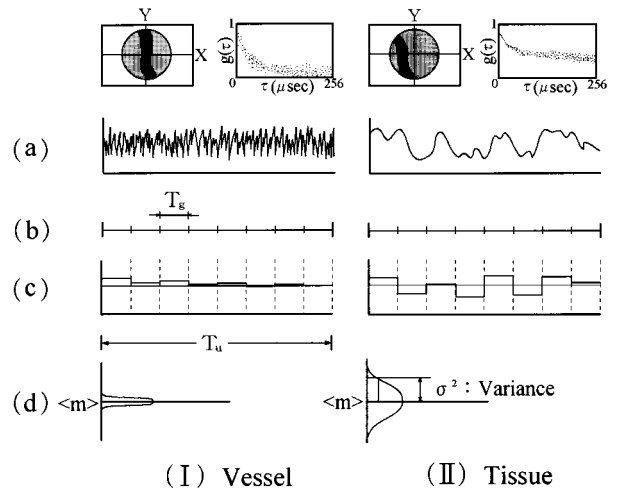 Y
X
1
g(τ)
0
τ(μsec)
256
Y
X
1
g(τ)
0
τ(μsec)
256
(a)
(b)
Tg
(c)
Tu
(d)
<m>
<m>
σ² : Variance
(Ⅰ) Vessel
(Ⅱ) Tissue